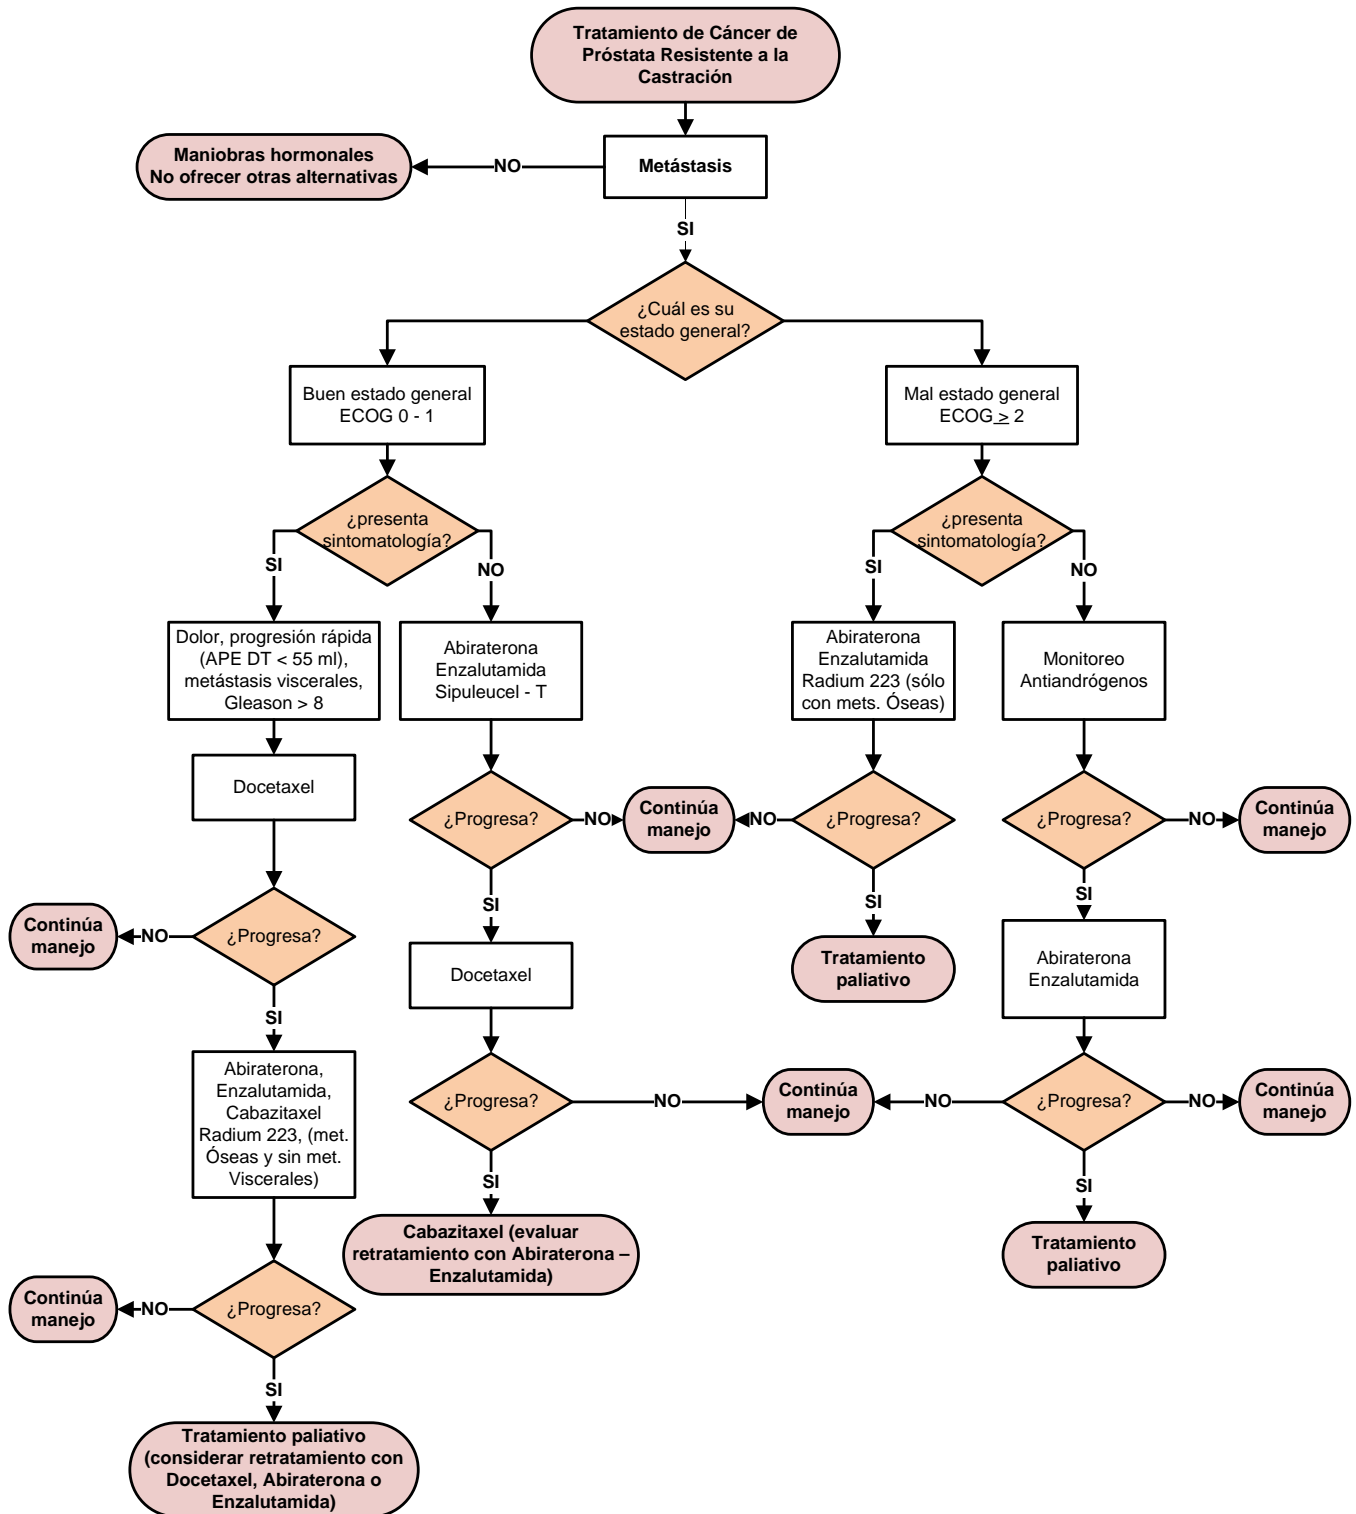 Tratamiento de Cáncer de
Próstata Resistente a la
Castración
Maniobras hormonales
No ofrecer otras alternativas
NO
Metástasis
SI
¿Cuál es su
estado general?
Buen estado general
ECOG 0 - 1
Mal estado general
ECOG > 2
¿presenta
sintomatología?
¿presenta
sintomatología?
SI
NO
SI
NO
Dolor, progresión rápida
(APE DT < 55 ml),
metástasis viscerales,
Gleason > 8
Abiraterona
Enzalutamida
Sipuleucel - T
Abiraterona
Enzalutamida
Radium 223 (sólo
con mets. Óseas)
Monitoreo
Antiandrógenos
Docetaxel
¿Progresa?
NO
Continúa
manejo
NO
¿Progresa?
¿Progresa?
NO
Continúa
manejo
SI
SI
SI
Continúa
manejo
NO
¿Progresa?
Docetaxel
Tratamiento
paliativo
Abiraterona
Enzalutamida
SI
Abiraterona,
Enzalutamida,
Cabazitaxel
Radium 223, (met.
Óseas y sin met.
Viscerales)
¿Progresa?
NO
Continúa
manejo
NO
¿Progresa?
NO
Continúa
manejo
SI
SI
Cabazitaxel (evaluar
retratamiento con Abiraterona –
Enzalutamida)
Tratamiento
paliativo
Continúa
manejo
NO
¿Progresa?
SI
Tratamiento paliativo
(considerar retratamiento con
Docetaxel, Abiraterona o
Enzalutamida)